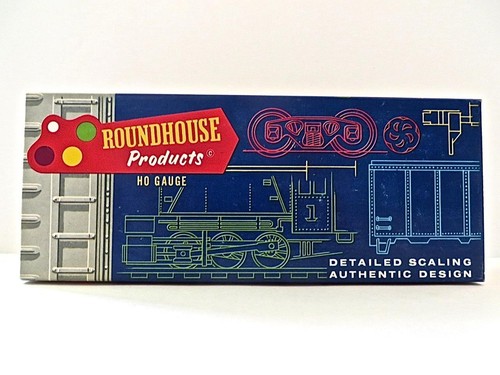 ROUNDHOUSE
Products ©
HO GAUGE
1
DETAILED SCALING
AUTHENTIC DESIGN